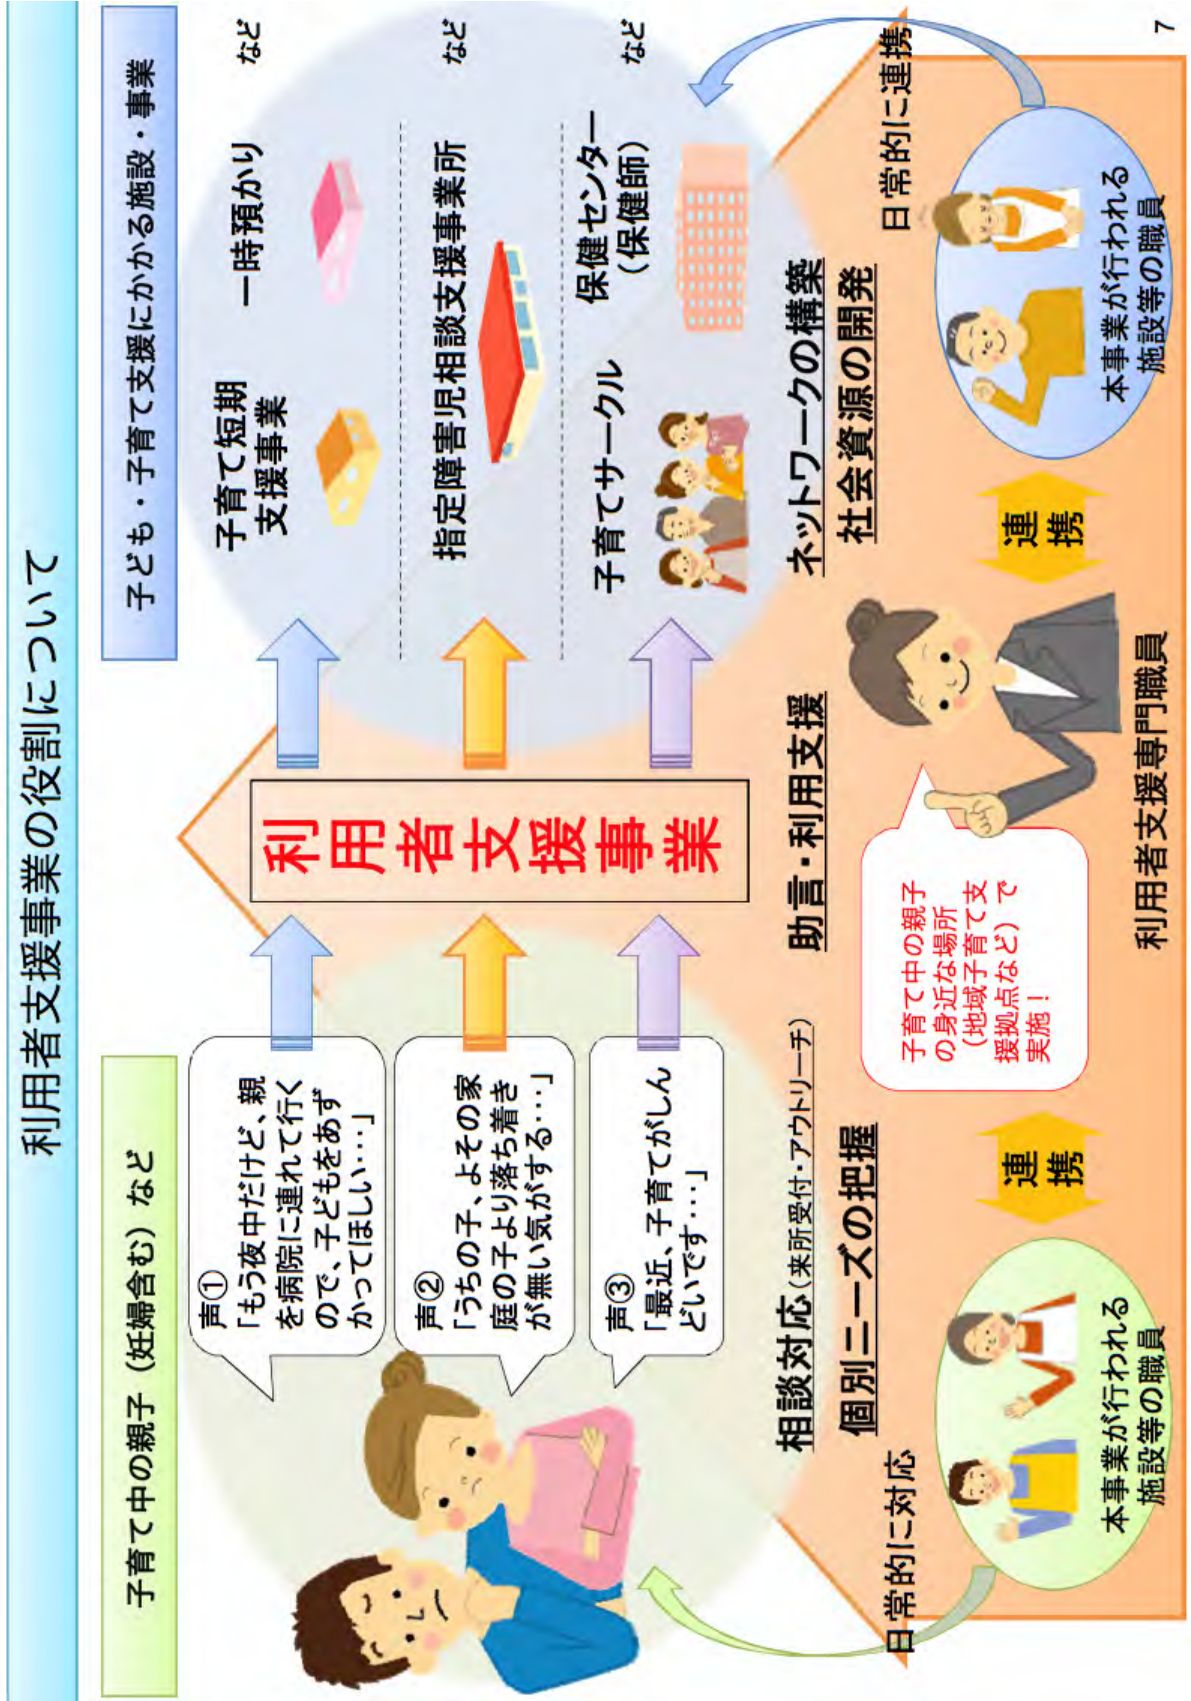 利用者支援事業の役割について
子育て中の親子（妊婦含む）など
声①
「もう夜中だけど、親
を病院に連れて行く
ので、子どもをあず
かってほしい・・・」
声②
「うちの子、よその家
庭の子より落ち着き
が無い気がする・・・」
声③
「最近、子育てがしん
どいです・・・」
利用者支援事業
子ども・子育て支援にかかる施設・事業
子育て短期
支援事業
一時預かり
など
指定障害児相談支援事業所
など
子育てサークル
保健センター
（保健師）
など
相談対応（来所受付・アウトリーチ）
個別ニーズの把握
助言・利用支援
ネットワークの構築
社会資源の開発
日常的に対応
本事業が行われる
施設等の職員
連携
子育て中の親子
の身近な場所
（地域子育て支
援拠点など）で
実施！
利用者支援専門職員
連携
日常的に連携
本事業が行われる
施設等の職員
7